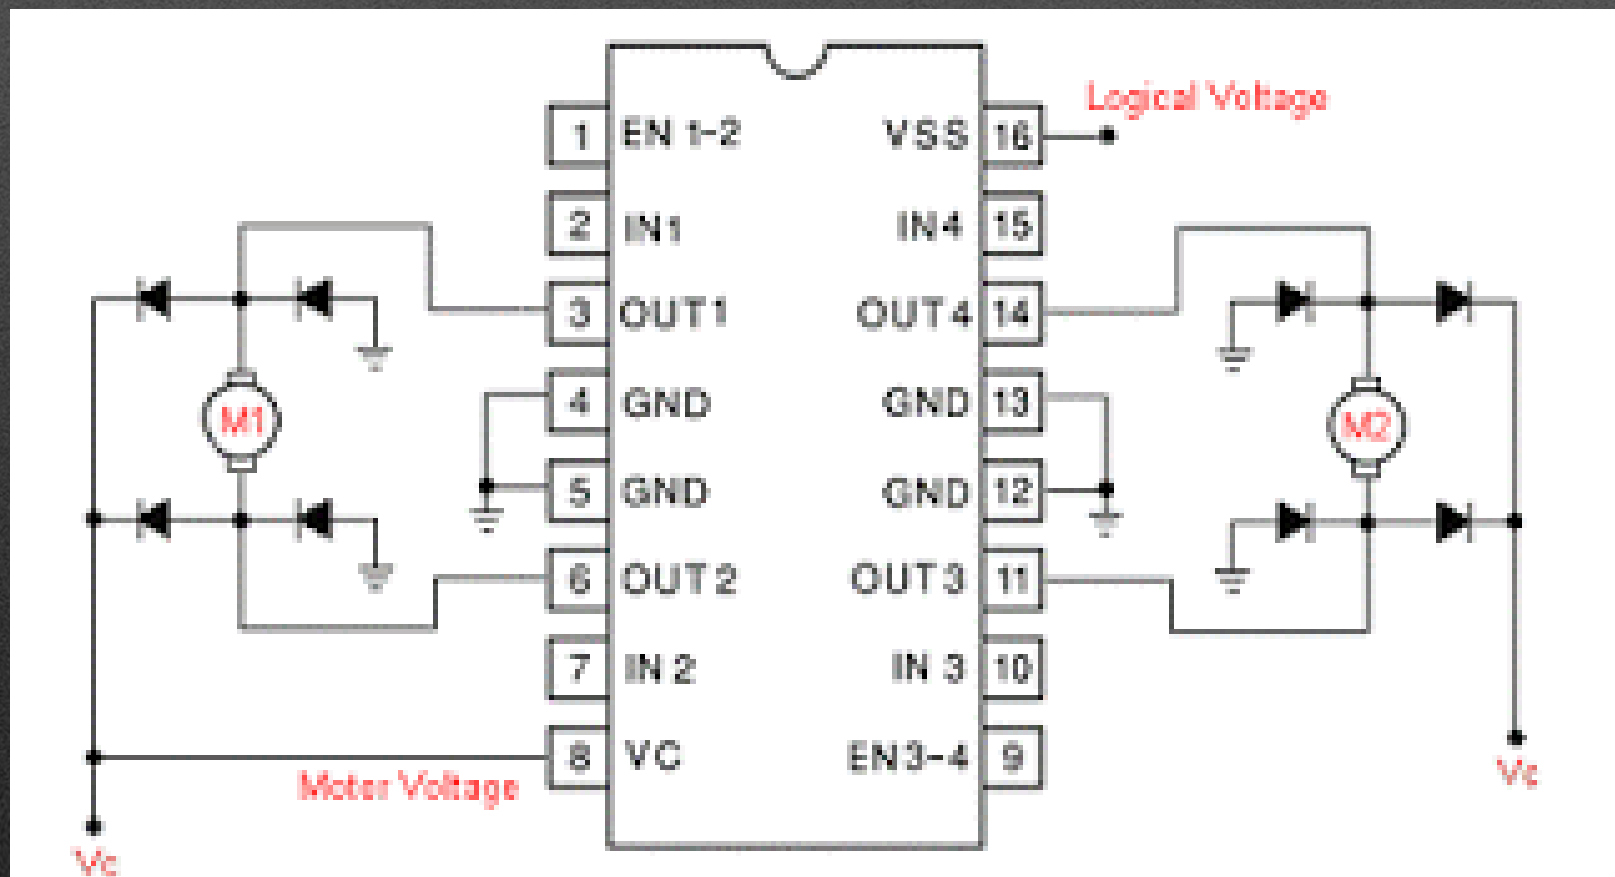 Logical Voltage
1 EN 1-2
VSS 16
2 IN1
IN4 15
3 OUT1
OUT4 14
4 GND
GND 13
M1
M2
5 GND
GND 12
6 OUT2
OUT3 11
7 IN 2
IN 3 10
8 VC
EN3-4 9
Moter Voltage
Vc
Vc